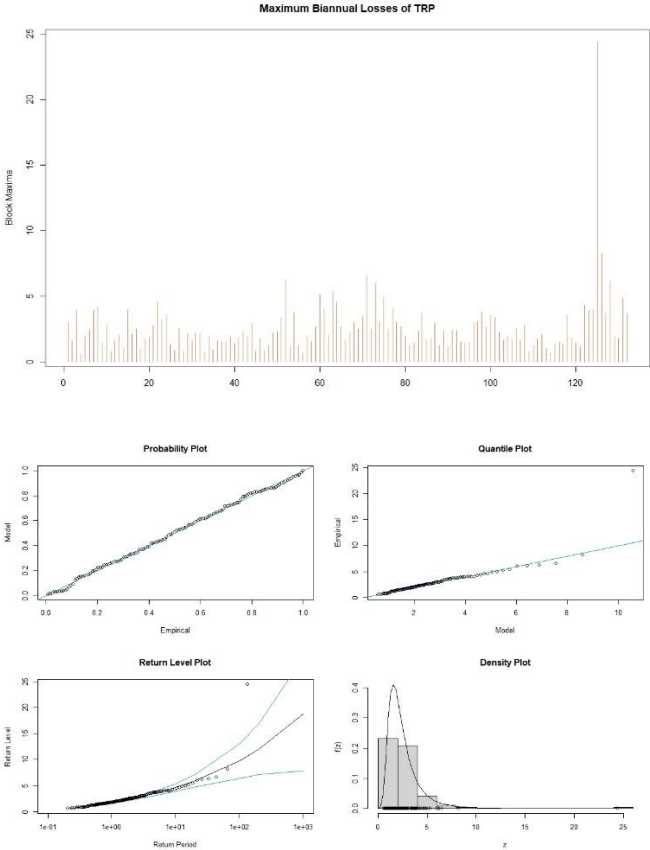 Maximum Biannual Losses of TRP
Block Maxima
25
20
15
10
5
0
0 20 40 60 80 100 120
Probability Plot
Model
1.0
0.8
0.6
0.4
0.2
0.0
0.0 0.2 0.4 0.6 0.8 1.0
Empirical
Quantile Plot
Empirical
25
20
15
10
5
0
2 4 6 8 10
Model
Return Level Plot
Return Level
25
20
15
10
5
0
1e-01 1e+00 1e+01 1e+02 1e+03
Return Period
Density Plot
f(z)
0.4
0.3
0.2
0.1
0.0
0 5 10 15 20 25
z